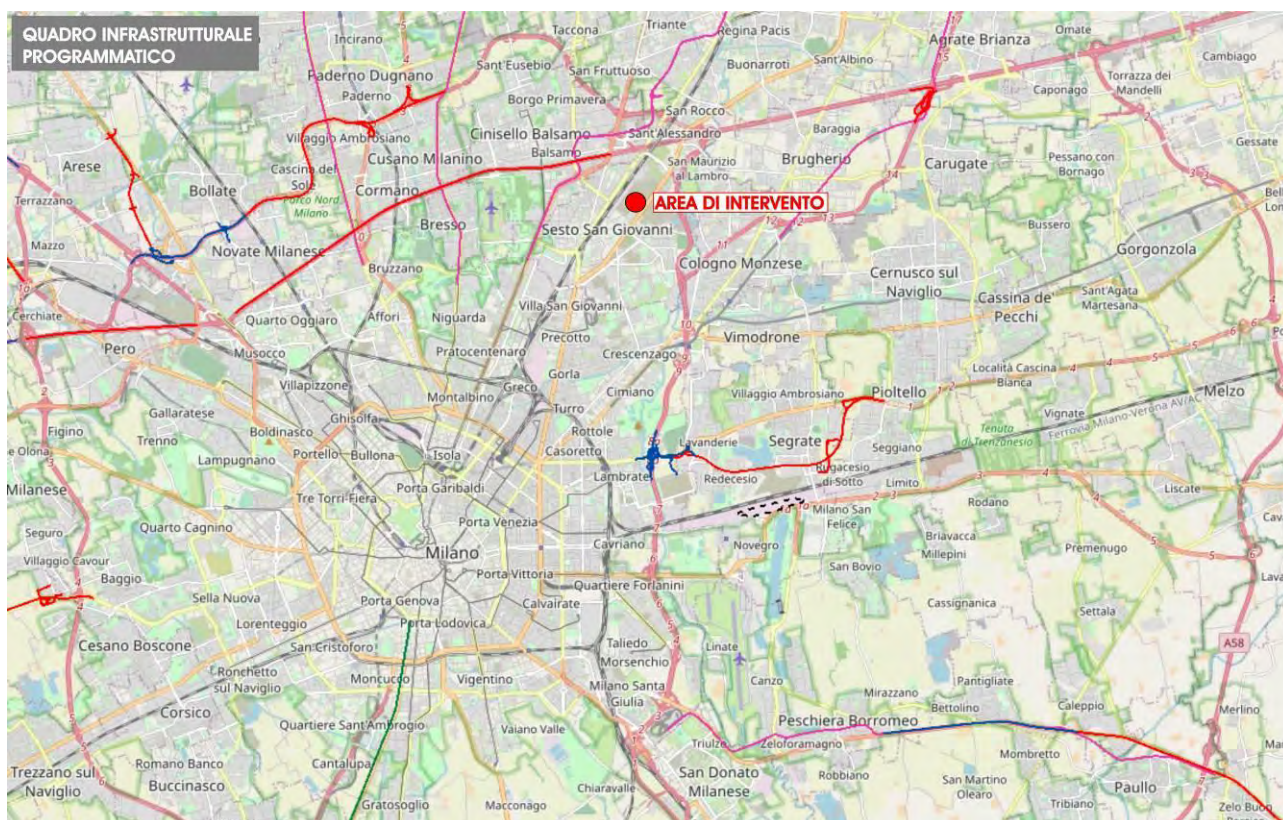 QUADRO INFRASTRUTTURALE
PROGRAMMATICO
Incirano
Taccona
Triante
Regina Pacis
Agrate Brianza
Omate
Cambiago
Paderno Dugnano
Paderno
Sant'Eusebio
San Fruttuoso
Buonarroti
Sant'Albino
Caponago
Torrazza dei
Mandelli
Borgo Primavera
San Rocco
Villaggio Ambrosiano
Cinisello Balsamo
Balsamo
Sant'Alessandro
Baraggia
Gessate
Arese
Cascina del
Sole
Cusano Milanino
San Maurizio
al Lambro
Brugherio
Carugate
Pessano con
Bornago
Terrazzano
Bollate
Parco Nord
Milano
Cormano
AREA DI INTERVENTO
Mazzo
Novate Milanese
Bresso
Sesto San Giovanni
Bussero
Gorgonzola
Bruzzano
Cologno Monzese
Cernusco sul
Naviglio
Sant'Agata
Martesana
Cerchiate
Quarto Oggiaro
Affori
Niguarda
Villa San Giovanni
Cassina de'
Pecchi
Pero
Musocco
Precotto
Vimodrone
Pratocentenaro
Crescenzago
Villapizzone
Greco
Gorla
Cimiano
Località Cascina
Bianca
Montalbino
Villaggio Ambrosiano
Pioltello
Melzo
Gallaratese
Ghisolfa
Turro
Vignate
Ferrovia Milano-Verona AV/AC
Figino
Trenno
Boldinasco
Portello
Bullona
Isola
Rottole
Casoretto
Lavanderie
Segrate
Seggiano
Tenuta
di Trenzanesio
Lampugnano
Porta Garibaldi
Lambrate
Redecesio
Rugacesio
di Sotto
Limito
Liscate
Milanese
Tre Torri-Fiera
Rodano
Seguro
Quarto Cagnino
Porta Venezia
Milano San
Felice
Briavacca
Millepini
Premenugo
Villaggio Cavour
Baggio
Milano
Cavriano
Novegro
San Bovio
Porta Vittoria
Quartiere Forlanini
Sella Nuova
Porta Genova
Calvairate
Cassignanica
Settala
Cesano Boscone
Lorenteggio
Porta Lodovica
San Cristoforo
Taliedo
Morsenchio
Linate
A58
Ronchetto
sul Naviglio
Moncucco
Vigentino
Milano Santa
Giulia
Canzo
Mirazzano
Pantigliate
Bettolino
Caleppio
Merlino
Corsico
Quartiere Sant'Ambrogio
Vaiano Valle
Triulzo
Peschiera Borromeo
Zeloforamagno
Mombretto
Trezzano sul
Naviglio
Romano Banco
Buccinasco
Cantalupa
San Donato
Milanese
Robbiano
San Martino
Olearo
Paullo
Gratosoglio
Macconago
Chiaravalle
Tribiano
Zelo Buon